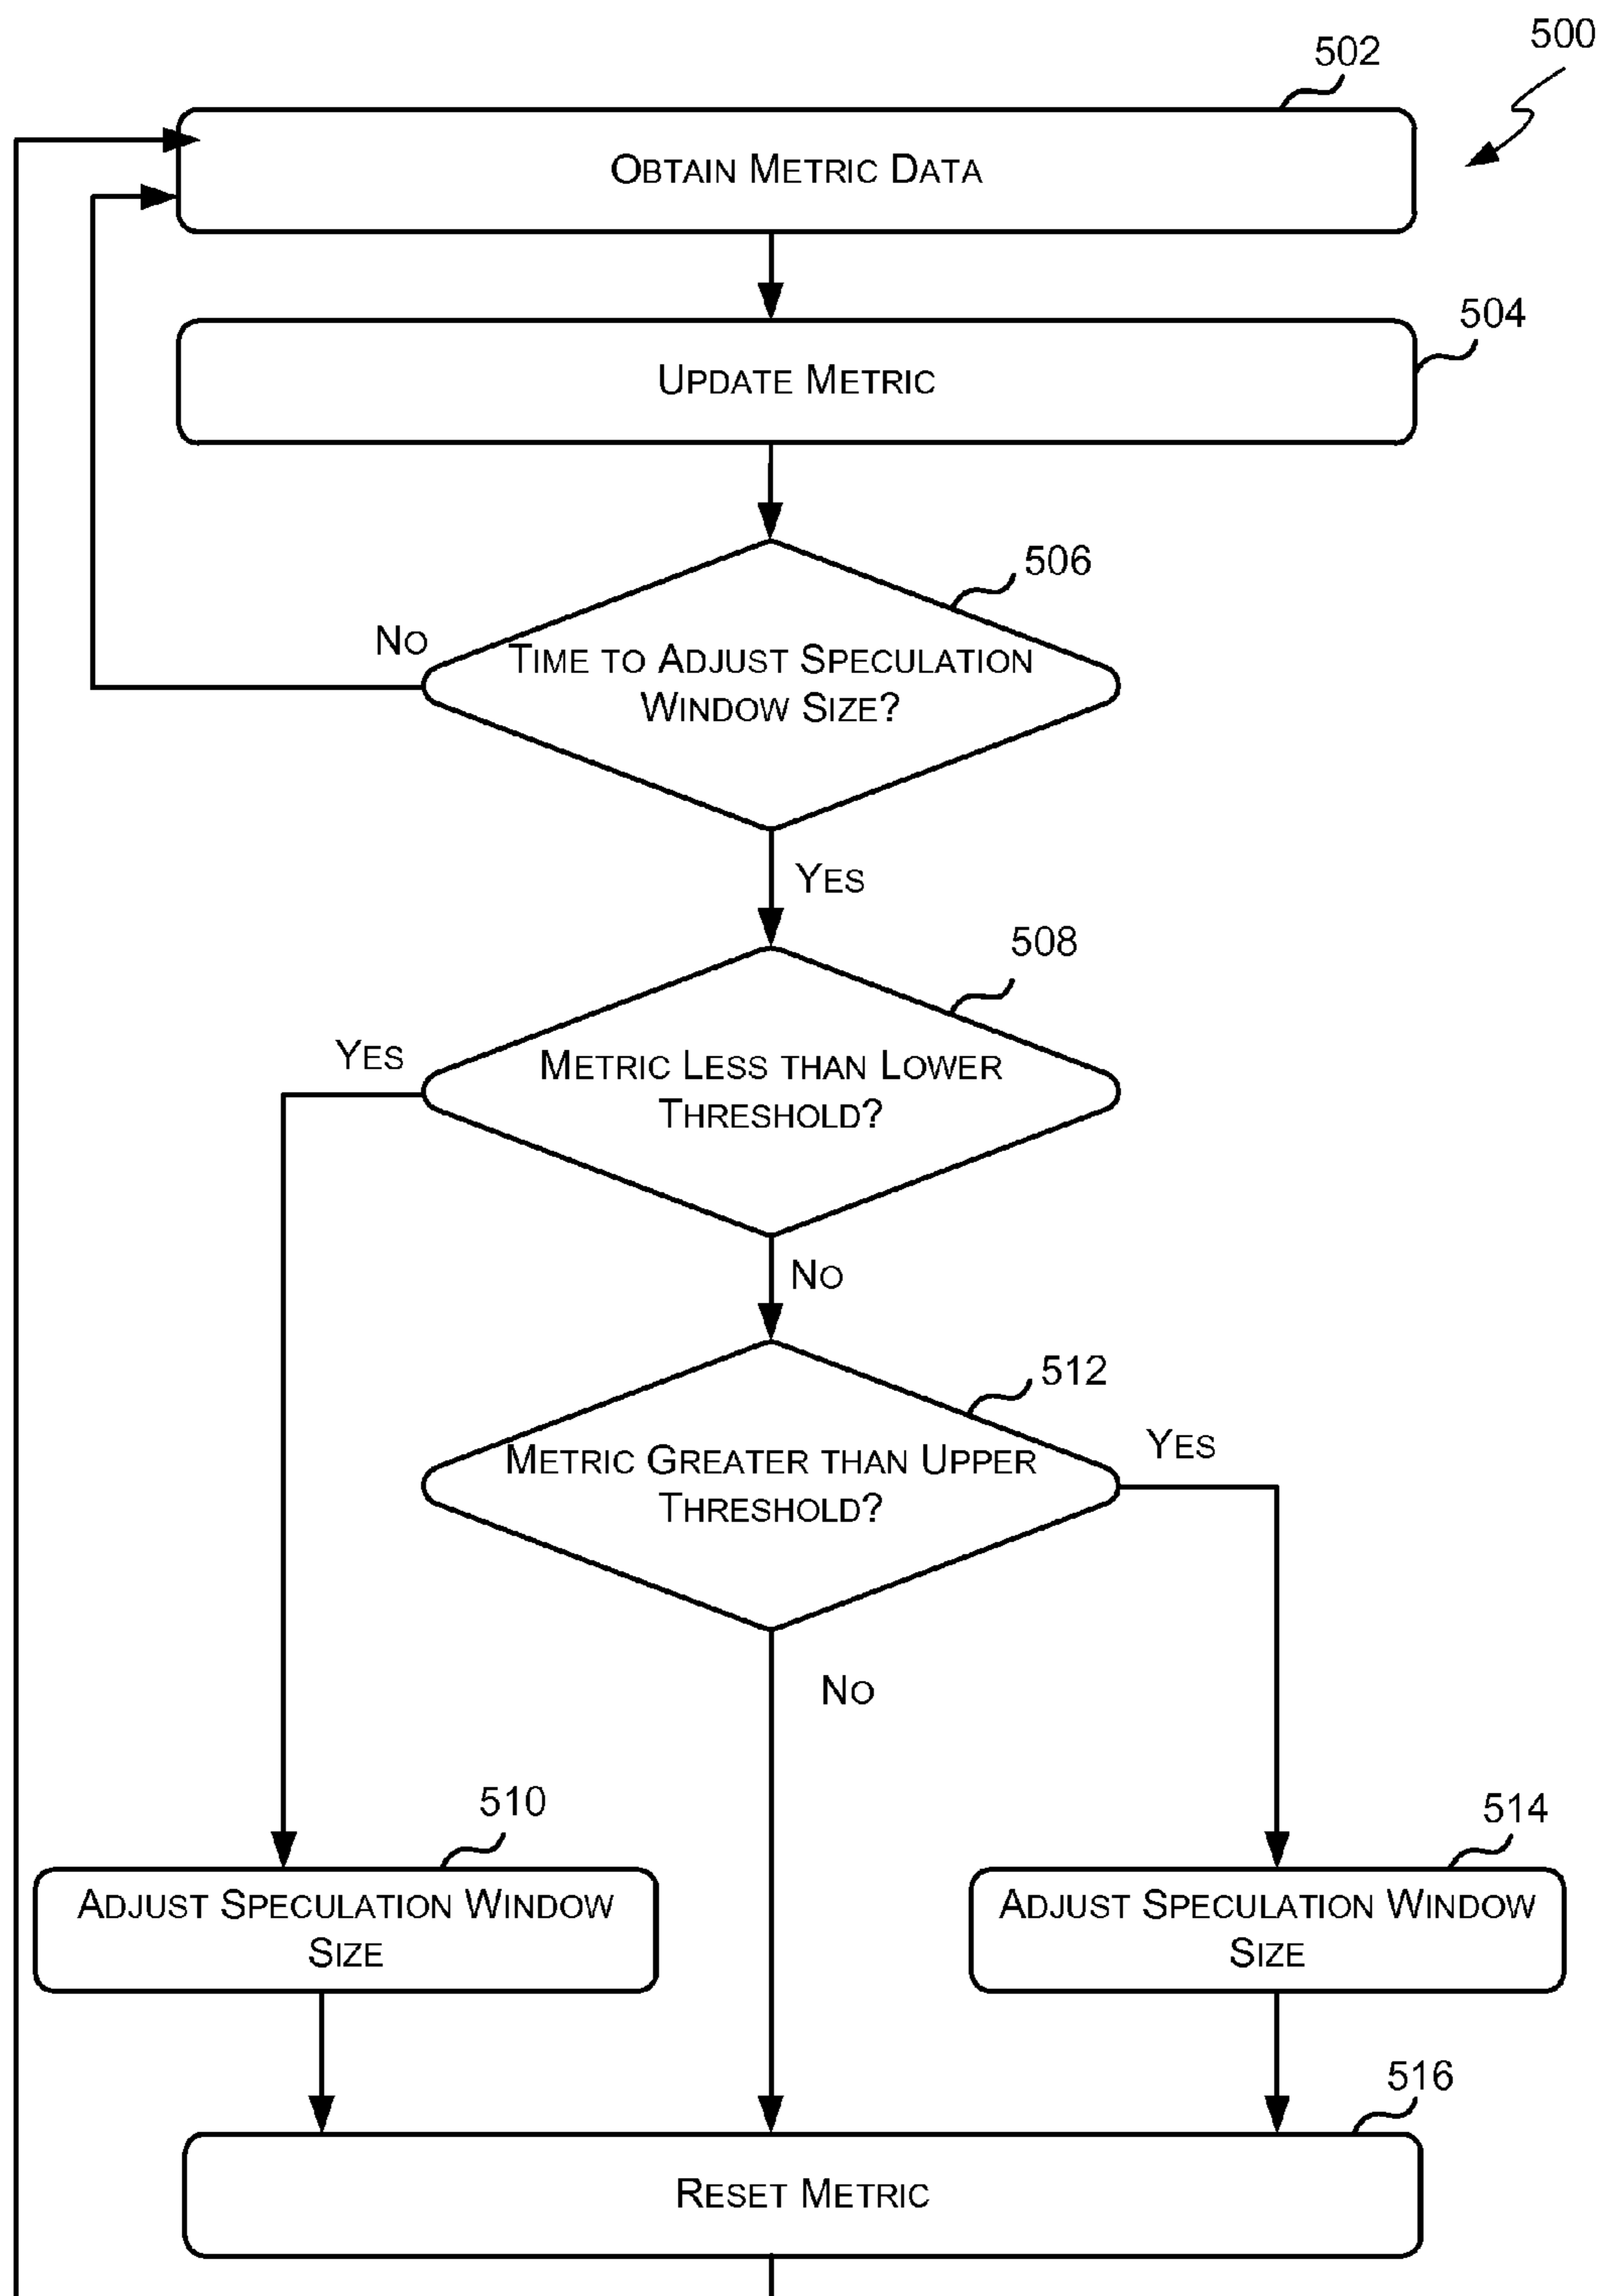 500
502
OBTAIN METRIC DATA
504
UPDATE METRIC
506
NO
TIME TO ADJUST SPECULATION
WINDOW SIZE?
YES
508
YES
METRIC LESS THAN LOWER
THRESHOLD?
NO
512
YES
METRIC GREATER THAN UPPER
THRESHOLD?
NO
510
514
ADJUST SPECULATION WINDOW
SIZE
ADJUST SPECULATION WINDOW
SIZE
516
RESET METRIC